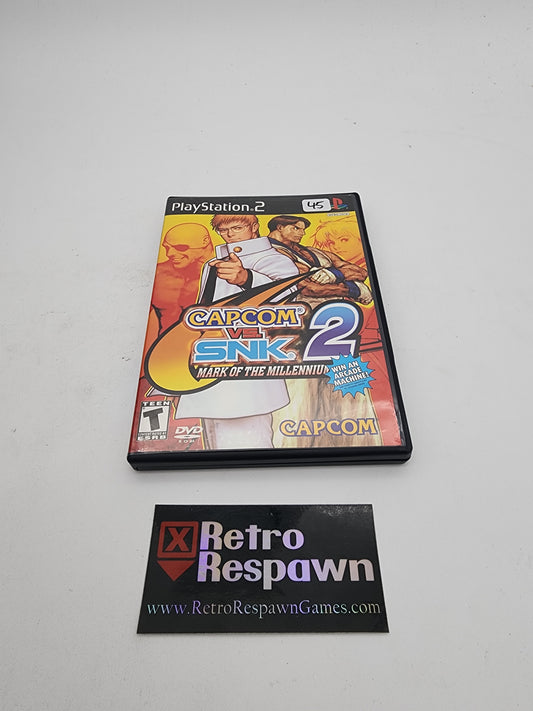 PlayStation 2
45
CAPCOM
VS.
SNK 2
MARK OF THE MILLENNIUM
WIN AN
ARCADE
MACHINE!
TEEN
T
ESRB
DVD
CAPCOM
Retro
Respawn
www.RetroRespawnGames.com